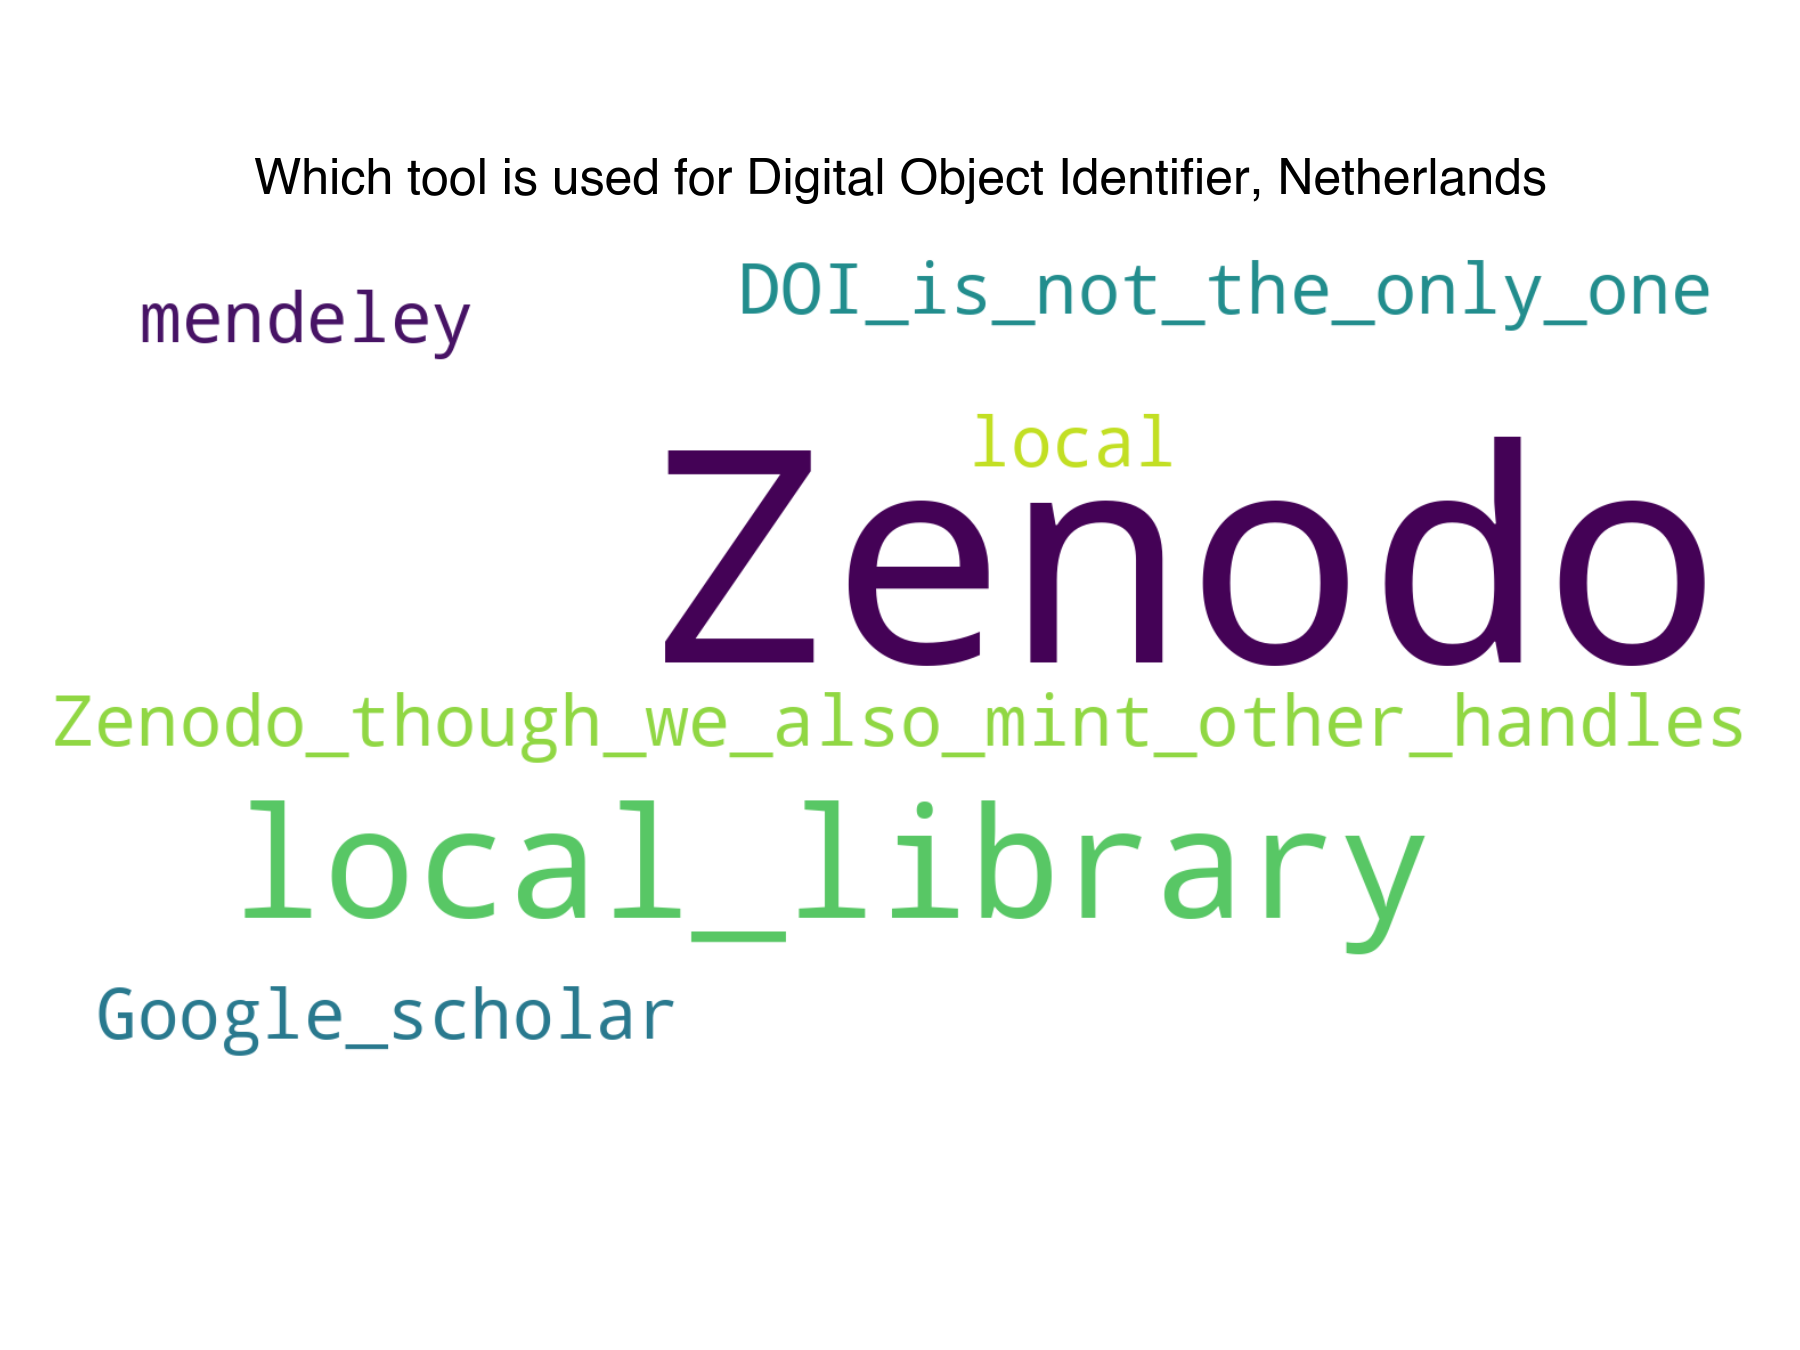 Which tool is used for Digital Object Identifier, Netherlands
DOI_is_not_the_only_one
mendeley
local
Zenodo
Zenodo_though_we_also_mint_other_handles
local_library
Google_scholar